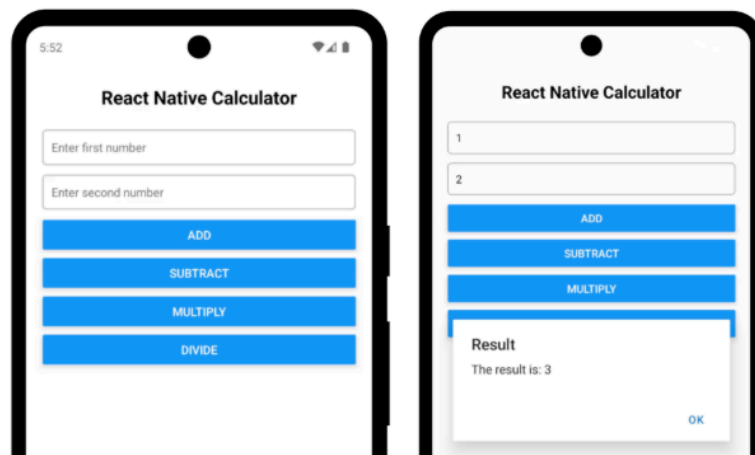 5:52
React Native Calculator
Enter first number
Enter second number
ADD
SUBTRACT
MULTIPLY
DIVIDE
React Native Calculator
1
2
ADD
SUBTRACT
MULTIPLY
Result
The result is: 3
OK